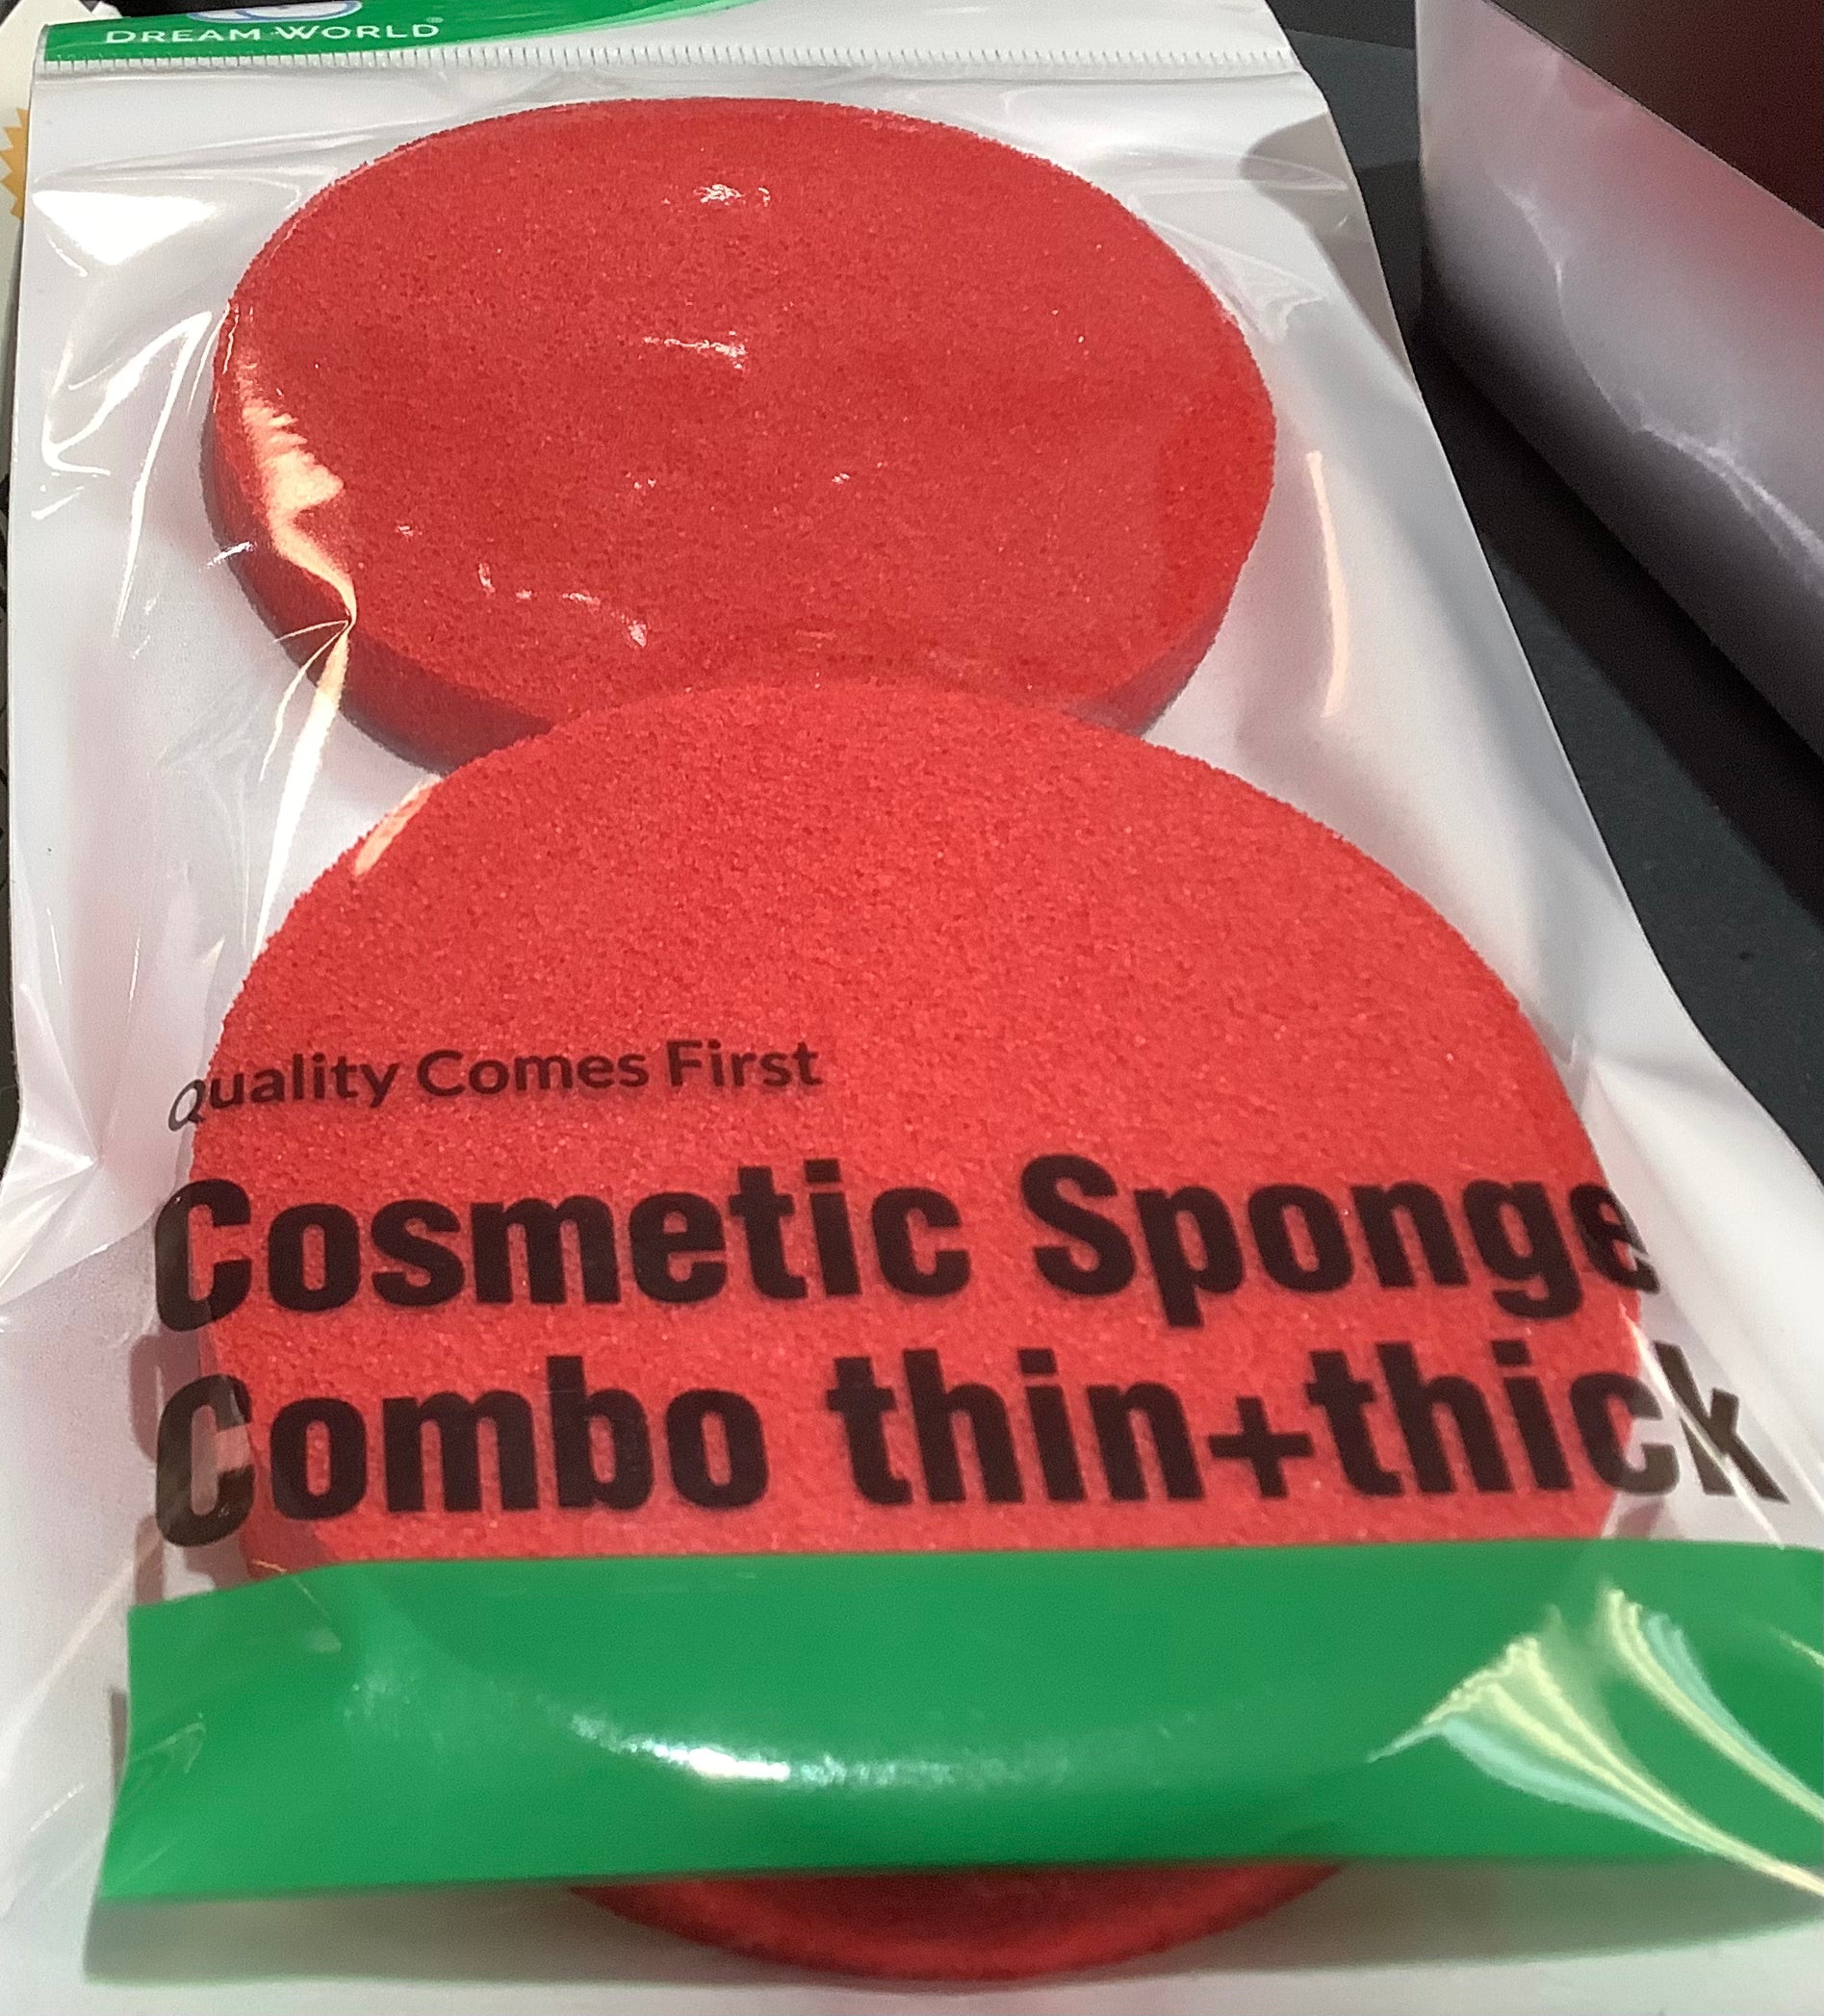 DREAM WORLD®
Quality Comes First
Cosmetic Sponge
Combo thin+thick